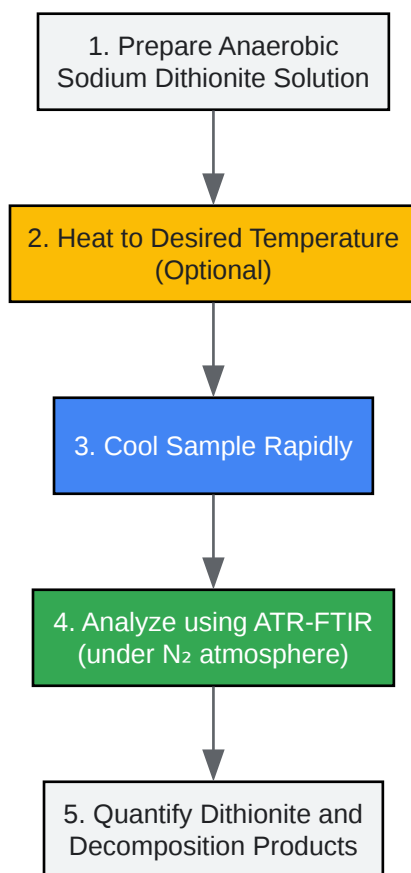 1. Prepare Anaerobic
Sodium Dithionite Solution
2. Heat to Desired Temperature
(Optional)
3. Cool Sample Rapidly
4. Analyze using ATR-FTIR
(under N₂ atmosphere)
5. Quantify Dithionite and
Decomposition Products